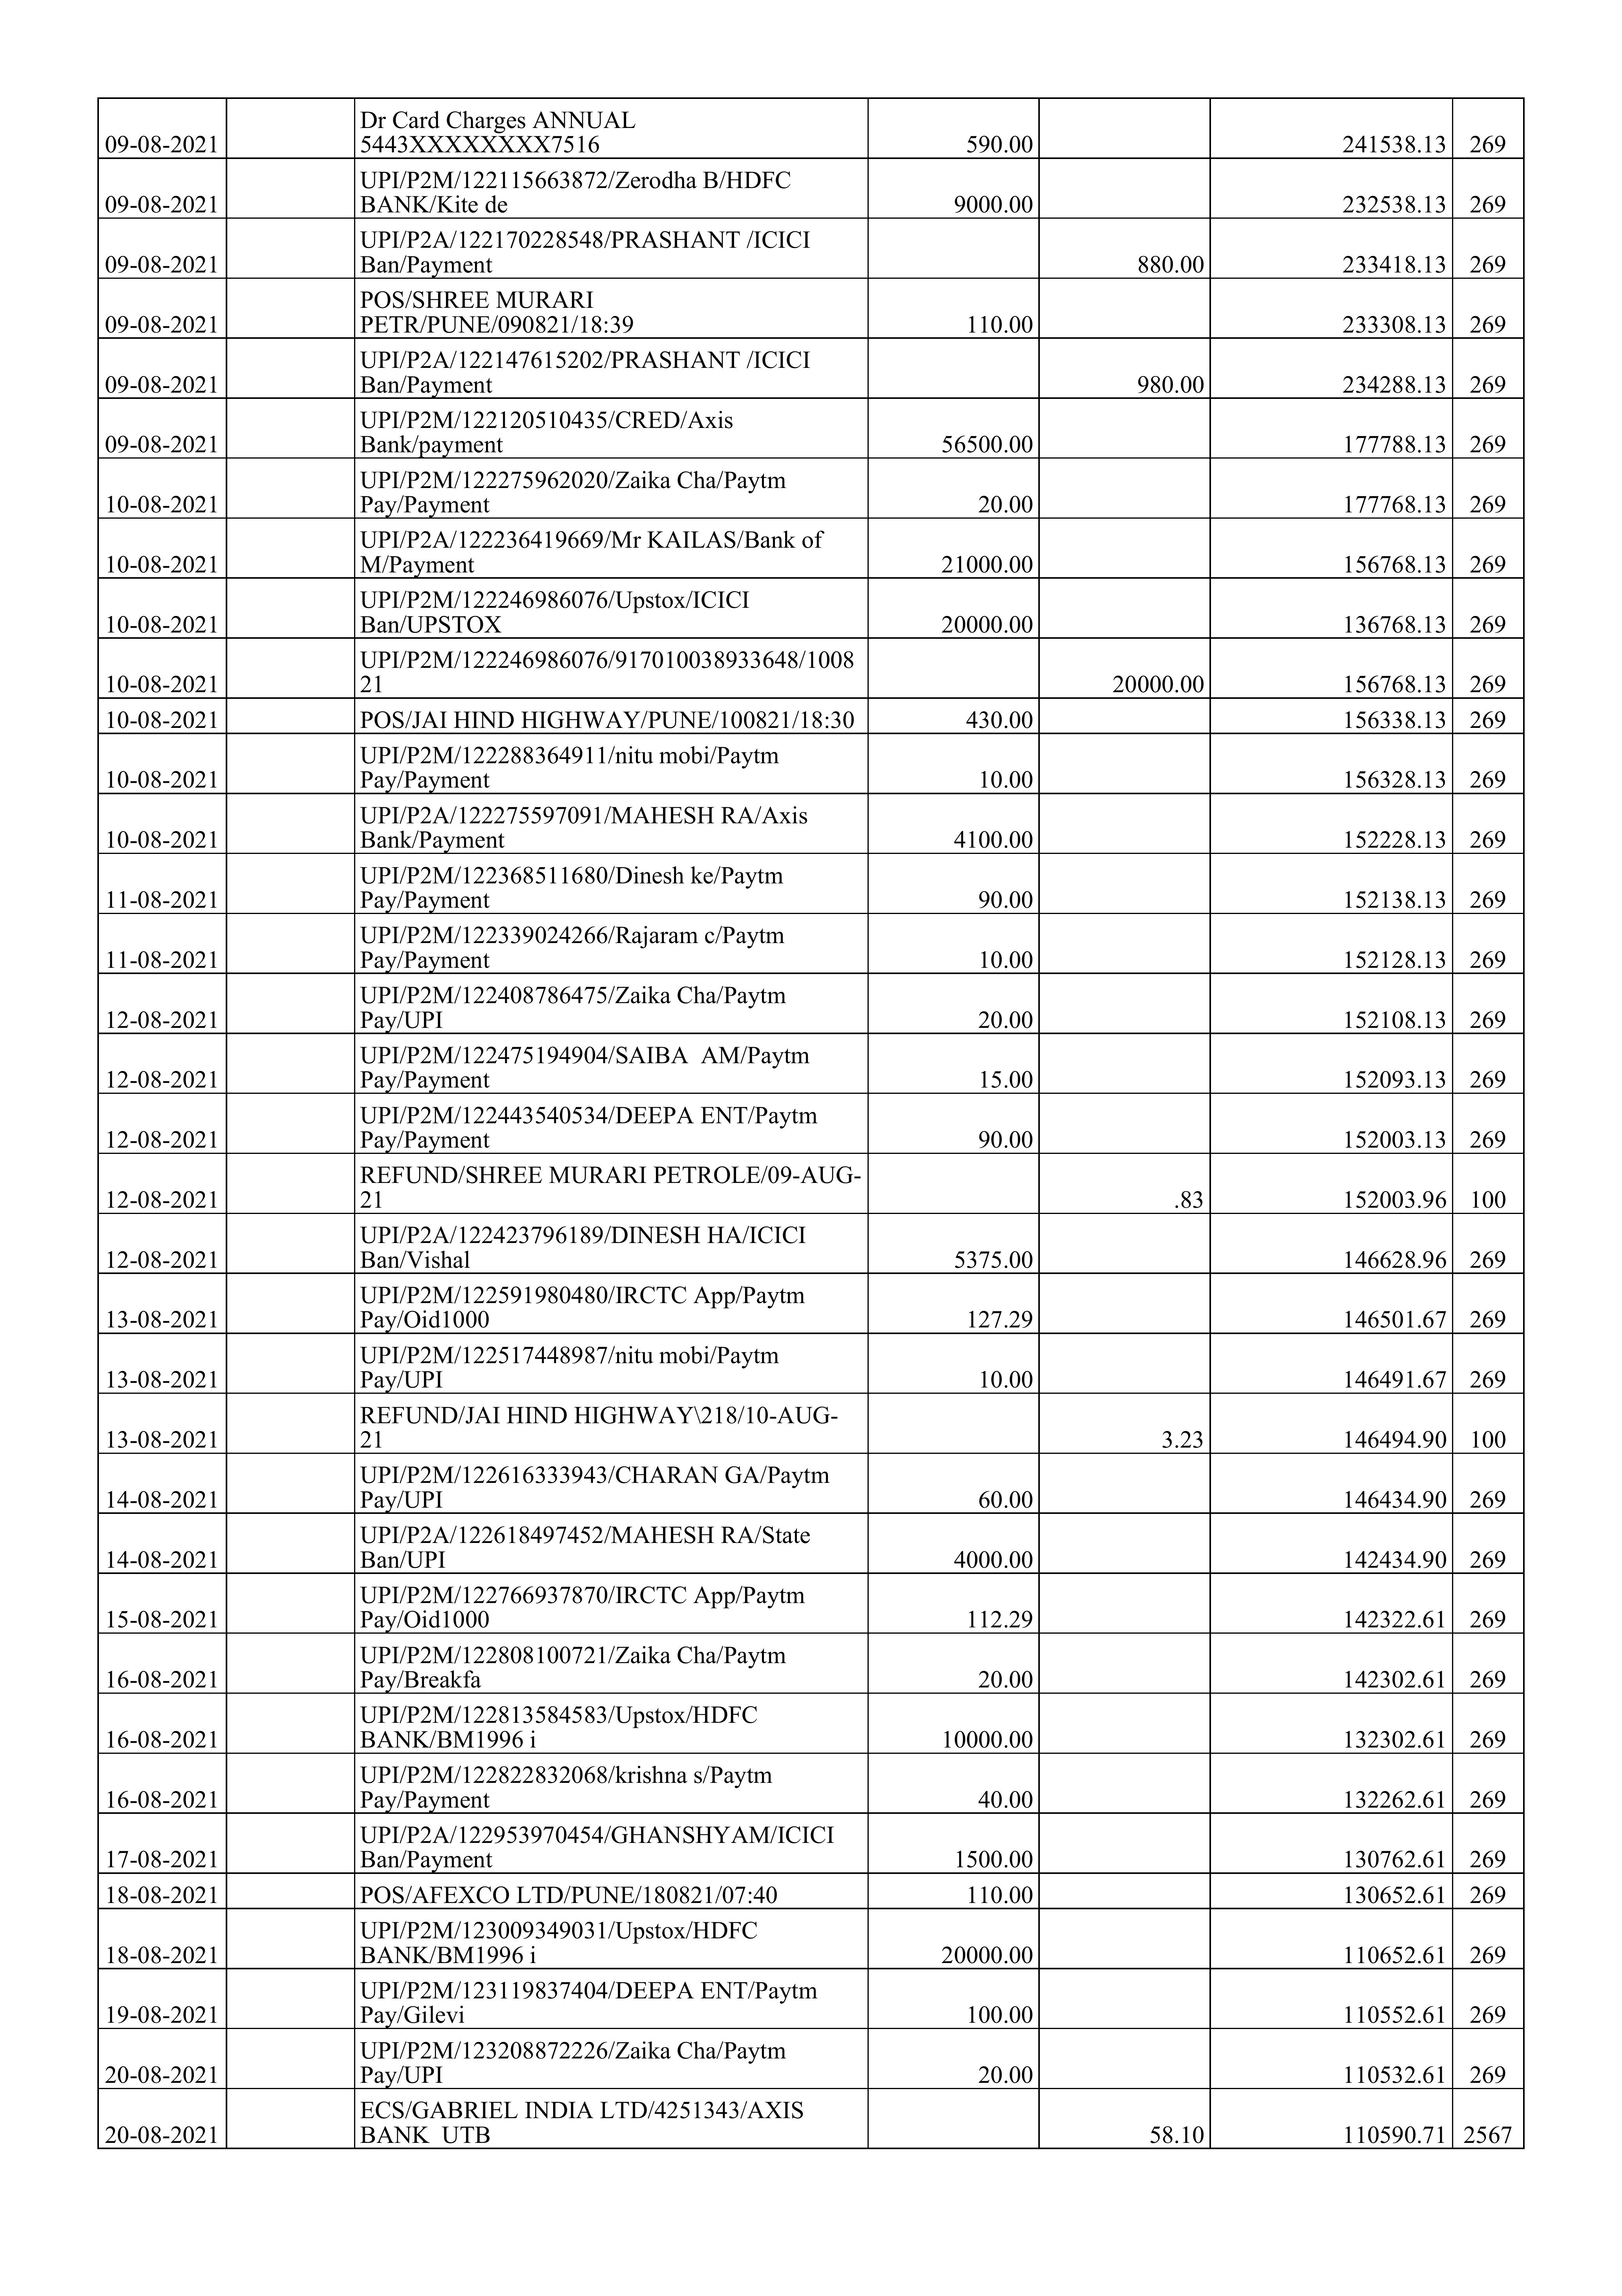 Dr Card Charges ANNUAL
09-08-2021 5443XXXXXXXX7516 590.00 241538.13 269
UPI/P2M/122115663872/Zerodha B/HDFC
09-08-2021 BANK/Kite de 9000.00 232538.13 269
UPI/P2A/122170228548/PRASHANT /ICICI
09-08-2021 Ban/Payment 880.00 233418.13 269
POS/SHREE MURARI
09-08-2021 PETR/PUNE/090821/18:39 110.00 233308.13 269
UPI/P2A/122147615202/PRASHANT /ICICI
09-08-2021 Ban/Payment 980.00 234288.13 269
UPI/P2M/122120510435/CRED/Axis
09-08-2021 Bank/payment 56500.00 177788.13 269
UPI/P2M/122275962020/Zaika Cha/Paytm
10-08-2021 Pay/Payment 20.00 177768.13 269
UPI/P2A/122236419669/Mr KAILAS/Bank of
10-08-2021 M/Payment 21000.00 156768.13 269
UPI/P2M/122246986076/Upstox/ICICI
10-08-2021 Ban/UPSTOX 20000.00 136768.13 269
UPI/P2M/122246986076/917010038933648/1008
10-08-2021 21 20000.00 156768.13 269
10-08-2021 POS/JAI HIND HIGHWAY/PUNE/100821/18:30 430.00 156338.13 269
UPI/P2M/122288364911/nitu mobi/Paytm
10-08-2021 Pay/Payment 10.00 156328.13 269
UPI/P2A/122275597091/MAHESH RA/Axis
10-08-2021 Bank/Payment 4100.00 152228.13 269
UPI/P2M/122368511680/Dinesh ke/Paytm
11-08-2021 Pay/Payment 90.00 152138.13 269
UPI/P2M/122339024266/Rajaram c/Paytm
11-08-2021 Pay/Payment 10.00 152128.13 269
UPI/P2M/122408786475/Zaika Cha/Paytm
12-08-2021 Pay/UPI 20.00 152108.13 269
UPI/P2M/122475194904/SAIBA  AM/Paytm
12-08-2021 Pay/Payment 15.00 152093.13 269
UPI/P2M/122443540534/DEEPA ENT/Paytm
12-08-2021 Pay/Payment 90.00 152003.13 269
REFUND/SHREE MURARI PETROLE/09-AUG-
12-08-2021 21 .83 152003.96 100
UPI/P2A/122423796189/DINESH HA/ICICI
12-08-2021 Ban/Vishal 5375.00 146628.96 269
UPI/P2M/122591980480/IRCTC App/Paytm
13-08-2021 Pay/Oid1000 127.29 146501.67 269
UPI/P2M/122517448987/nitu mobi/Paytm
13-08-2021 Pay/UPI 10.00 146491.67 269
REFUND/JAI HIND HIGHWAY\218/10-AUG-
13-08-2021 21 3.23 146494.90 100
UPI/P2M/122616333943/CHARAN GA/Paytm
14-08-2021 Pay/UPI 60.00 146434.90 269
UPI/P2A/122618497452/MAHESH RA/State
14-08-2021 Ban/UPI 4000.00 142434.90 269
UPI/P2M/122766937870/IRCTC App/Paytm
15-08-2021 Pay/Oid1000 112.29 142322.61 269
UPI/P2M/122808100721/Zaika Cha/Paytm
16-08-2021 Pay/Breakfa 20.00 142302.61 269
UPI/P2M/122813584583/Upstox/HDFC
16-08-2021 BANK/BM1996 i 10000.00 132302.61 269
UPI/P2M/122822832068/krishna s/Paytm
16-08-2021 Pay/Payment 40.00 132262.61 269
UPI/P2A/122953970454/GHANSHYAM/ICICI
17-08-2021 Ban/Payment 1500.00 130762.61 269
18-08-2021 POS/AFEXCO LTD/PUNE/180821/07:40 110.00 130652.61 269
UPI/P2M/123009349031/Upstox/HDFC
18-08-2021 BANK/BM1996 i 20000.00 110652.61 269
UPI/P2M/123119837404/DEEPA ENT/Paytm
19-08-2021 Pay/Gilevi 100.00 110552.61 269
UPI/P2M/123208872226/Zaika Cha/Paytm
20-08-2021 Pay/UPI 20.00 110532.61 269
ECS/GABRIEL INDIA LTD/4251343/AXIS
20-08-2021 BANK  UTB 58.10 110590.71 2567